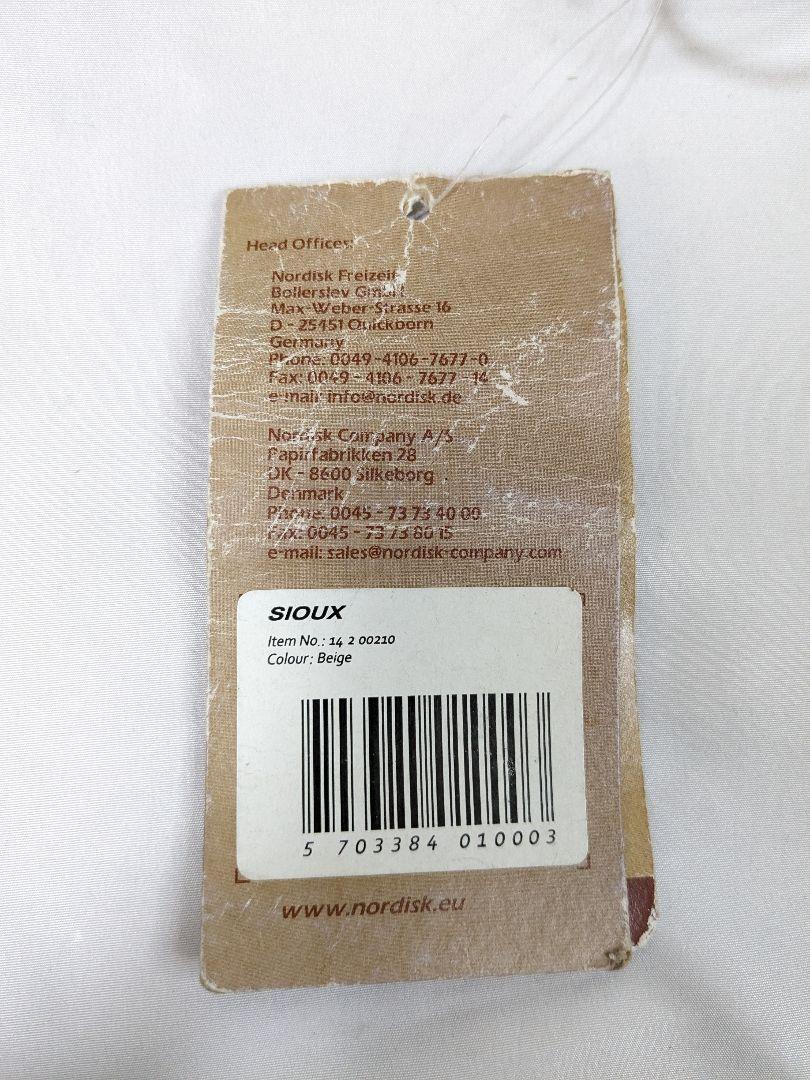 Head Offices:
Nordisk Freizeit
Bollerslev GmbH
Max-Weber-Strasse 16
D - 25451 Quickborn
Germany
Phone: 0049-4106-7677-0
Fax: 0049 - 4106 - 7677 - 14
e-mail: info@nordisk.de
Nordisk Company A/S
Papirfabrikken 28
DK - 8600 Silkeborg
Denmark
Phone: 0045 - 73 73 40 00
Fax: 0045 - 73 73 80 15
e-mail: sales@nordisk-company.com
SIOUX
Item No.: 14 2 00210
Colour: Beige
5 703384 010003
www.nordisk.eu